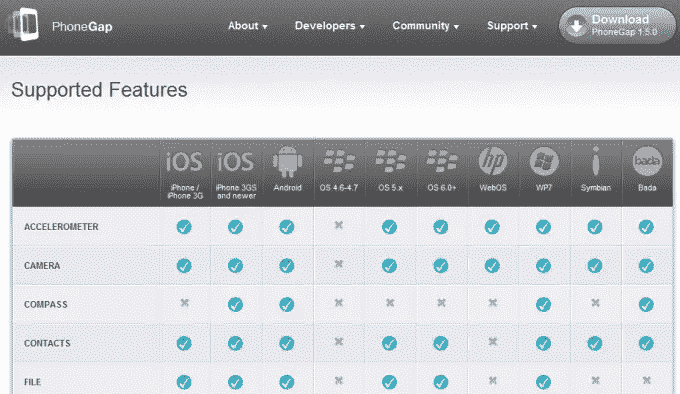 PhoneGap
About Developers Community Support
Download
PhoneGap 1.5.0
Supported Features
iOS iOS hp bada
iPhone / iPhone 3GS Android OS 4.6-4.7 OS 5.x OS 6.0+ WebOS WP7 Symbian Bada
iPhone 3G and newer
ACCELEROMETER
CAMERA
COMPASS
CONTACTS
FILE